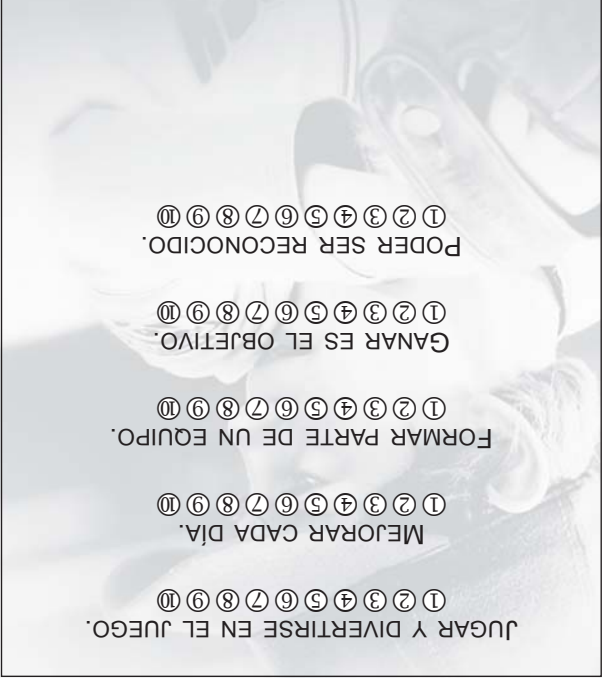 JUGAR Y DIVERTIRSE EN EL JUEGO.
① ② ③ ④ ⑤ ⑥ ⑦ ⑧ ⑨ ⑩
MEJORAR CADA DÍA.
① ② ③ ④ ⑤ ⑥ ⑦ ⑧ ⑨ ⑩
FORMAR PARTE DE UN EQUIPO.
① ② ③ ④ ⑤ ⑥ ⑦ ⑧ ⑨ ⑩
GANAR ES EL OBJETIVO.
① ② ③ ④ ⑤ ⑥ ⑦ ⑧ ⑨ ⑩
PODER SER RECONOCIDO.
① ② ③ ④ ⑤ ⑥ ⑦ ⑧ ⑨ ⑩